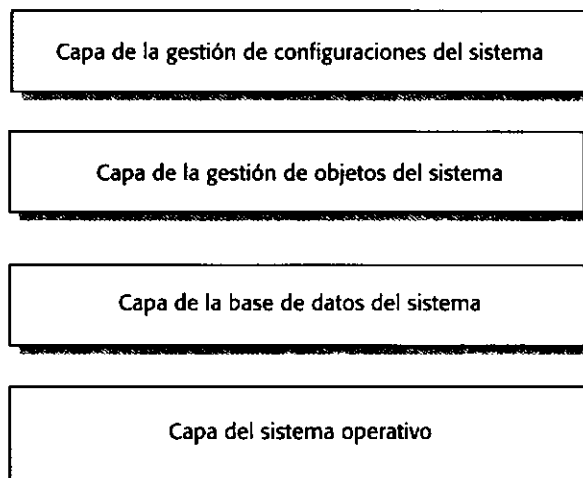 Capa de la gestión de configuraciones del sistema
Capa de la gestión de objetos del sistema
Capa de la base de datos del sistema
Capa del sistema operativo